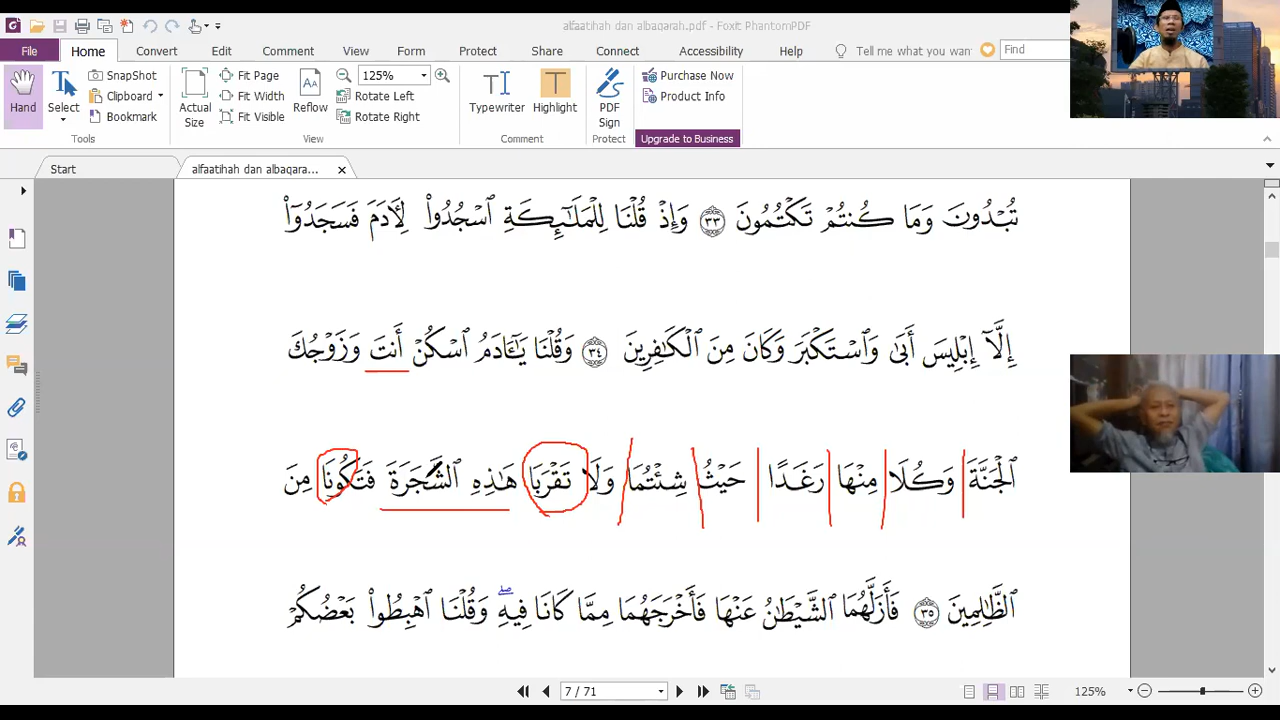 alfaatihah dan albaqarah.pdf - Foxit PhantomPDF
File Home Convert Edit Comment View Form Protect Share Connect Accessibility Help Tell me what you want Find
Hand
Select
SnapShot
Clipboard
Bookmark
Tools
Actual Size
Fit Page
Fit Width
Fit Visible
Reflow
125%
Rotate Left
Rotate Right
View
Typewriter
Highlight
Comment
PDF Sign
Protect
Purchase Now
Product Info
Upgrade to Business
Start
alfaatihah dan albaqara...
تُبْدُونَ وَمَا كُنتُمْ تَكْتُمُونَ ٣٣ وَإِذْ قُلْنَا لِلْمَلَٰٓئِكَةِ ٱسْجُدُوا۟ لِأَدَمَ فَسَجَدُوٓا۟
إِلَّآ إِبْلِيسَ أَبَىٰ وَٱسْتَكْبَرَ وَكَانَ مِنَ ٱلْكَٰفِرِينَ ٣٤ وَقُلْنَا يَٰٓـَٔادَمُ ٱسْكُنْ أَنتَ وَزَوْجُكَ
ٱلْجَنَّةَ وَكُلَا مِنْهَا رَغَدًا حَيْثُ شِئْتُمَا وَلَا تَقْرَبَا هَٰذِهِ ٱلشَّجَرَةَ فَتَكُونَا مِنَ
ٱلظَّٰلِمِينَ ٣٥ فَأَزَلَّهُمَا ٱلشَّيْطَٰنُ عَنْهَا فَأَخْرَجَهُمَا مِمَّا كَانَا فِيهِ ۖ وَقُلْنَا ٱهْبِطُوا۟ بَعْضُكُمْ
7 / 71
125%